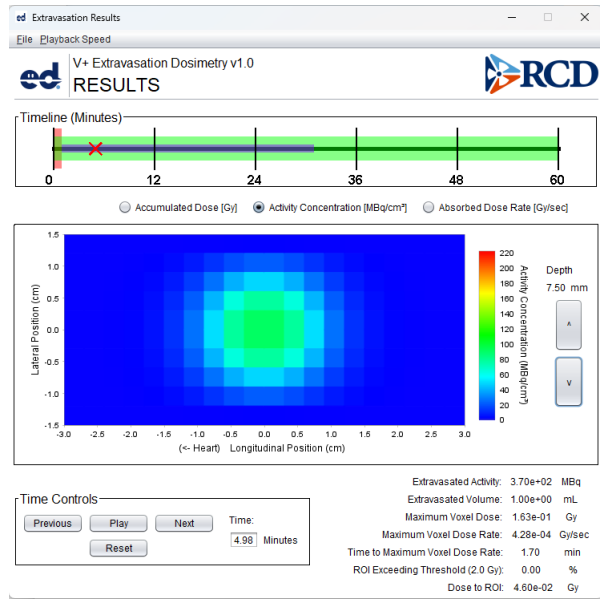 ed Extravasation Results
File Playback Speed
ed.
V+ Extravasation Dosimetry v1.0
RESULTS
RCD
Timeline (Minutes)
0 12 24 36 48 60
Accumulated Dose [Gy] Activity Concentration [MBq/cm³] Absorbed Dose Rate [Gy/sec]
1.5
1.0
0.5
0.0
-0.5
-1.0
-1.5
Lateral Position (cm)
-3.0 -2.5 -2.0 -1.5 -1.0 -0.5 0.0 0.5 1.0 1.5 2.0 2.5 3.0
(<- Heart) Longitudinal Position (cm)
220
200
180
160
140
120
100
80
60
40
20
0
Activity Concentration (MBq/cm³)
Depth
7.50 mm
Time Controls
Previous Play Next
Reset
Time:
4.98 Minutes
Extravasated Activity: 3.70e+02 MBq
Extravasated Volume: 1.00e+00 mL
Maximum Voxel Dose: 1.63e-01 Gy
Maximum Voxel Dose Rate: 4.28e-04 Gy/sec
Time to Maximum Voxel Dose Rate: 1.70 min
ROI Exceeding Threshold (2.0 Gy): 0.00 %
Dose to ROI: 4.60e-02 Gy